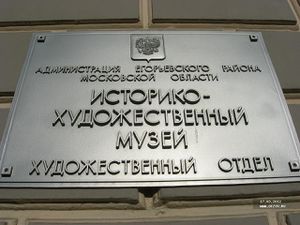 АДМИНИСТРАЦИЯ ЕГОРЬЕВСКОГО РАЙОНА
МОСКОВСКОЙ ОБЛАСТИ
ИСТОРИКО-
ХУДОЖЕСТВЕННЫЙ
МУЗЕЙ
ХУДОЖЕСТВЕННЫЙ ОТДЕЛ